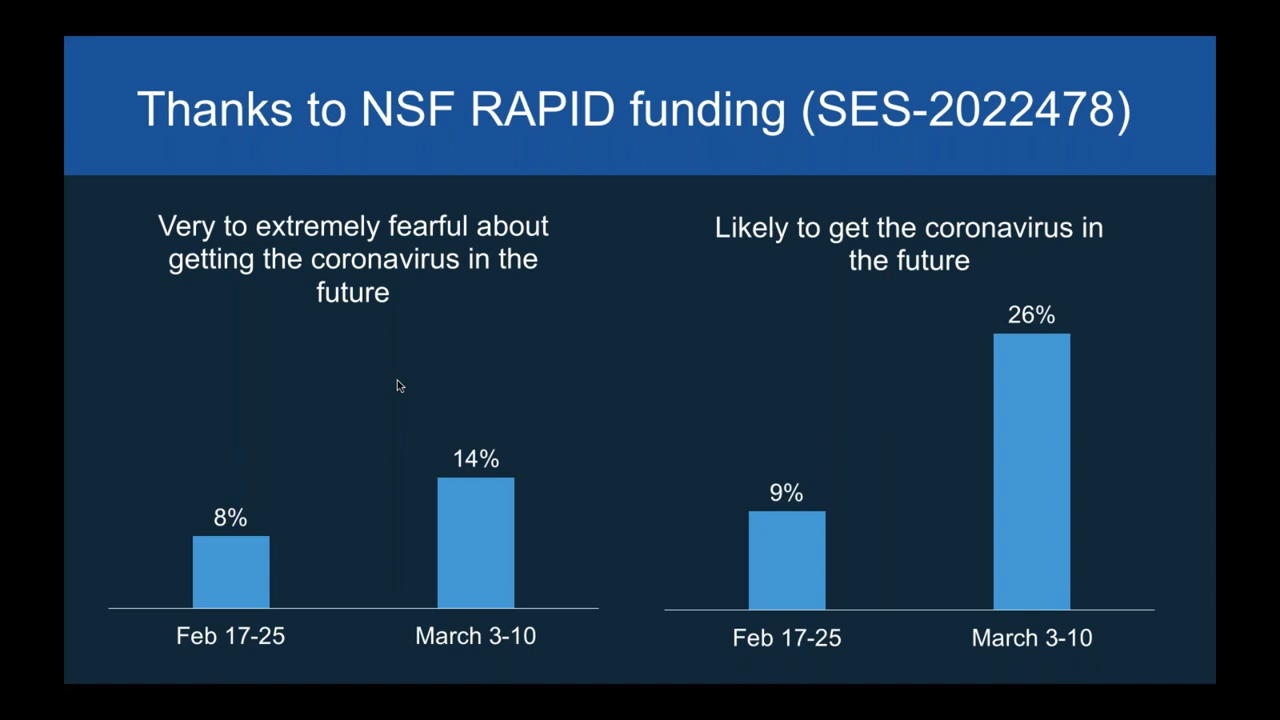 Thanks to NSF RAPID funding (SES-2022478)
Very to extremely fearful about
getting the coronavirus in the
future
14%
8%
Feb 17-25
March 3-10
Likely to get the coronavirus in
the future
26%
9%
Feb 17-25
March 3-10